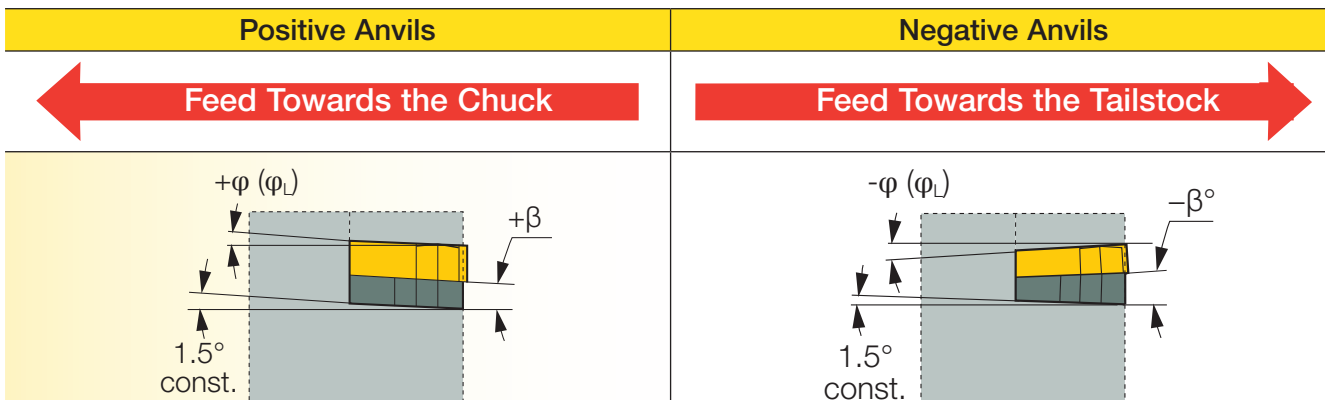 Positive Anvils
Negative Anvils
Feed Towards the Chuck
Feed Towards the Tailstock
+φ (φL)
+β
1.5°
const.
-φ (φL)
–β°
1.5°
const.